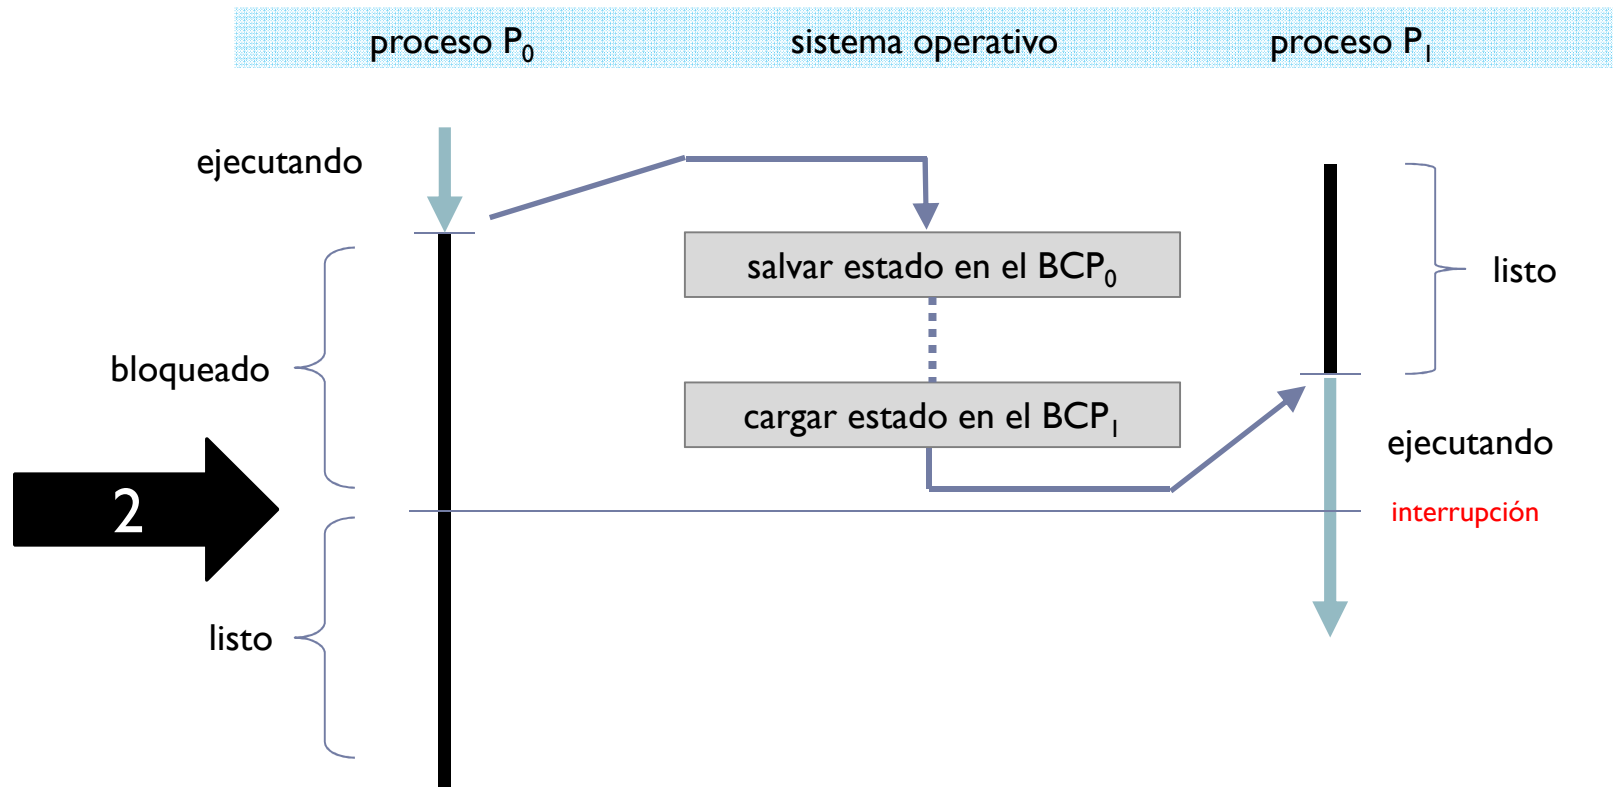 proceso P0 sistema operativo proceso P1
ejecutando
salvar estado en el BCP0
listo
bloqueado
cargar estado en el BCP1
ejecutando
2
interrupción
listo